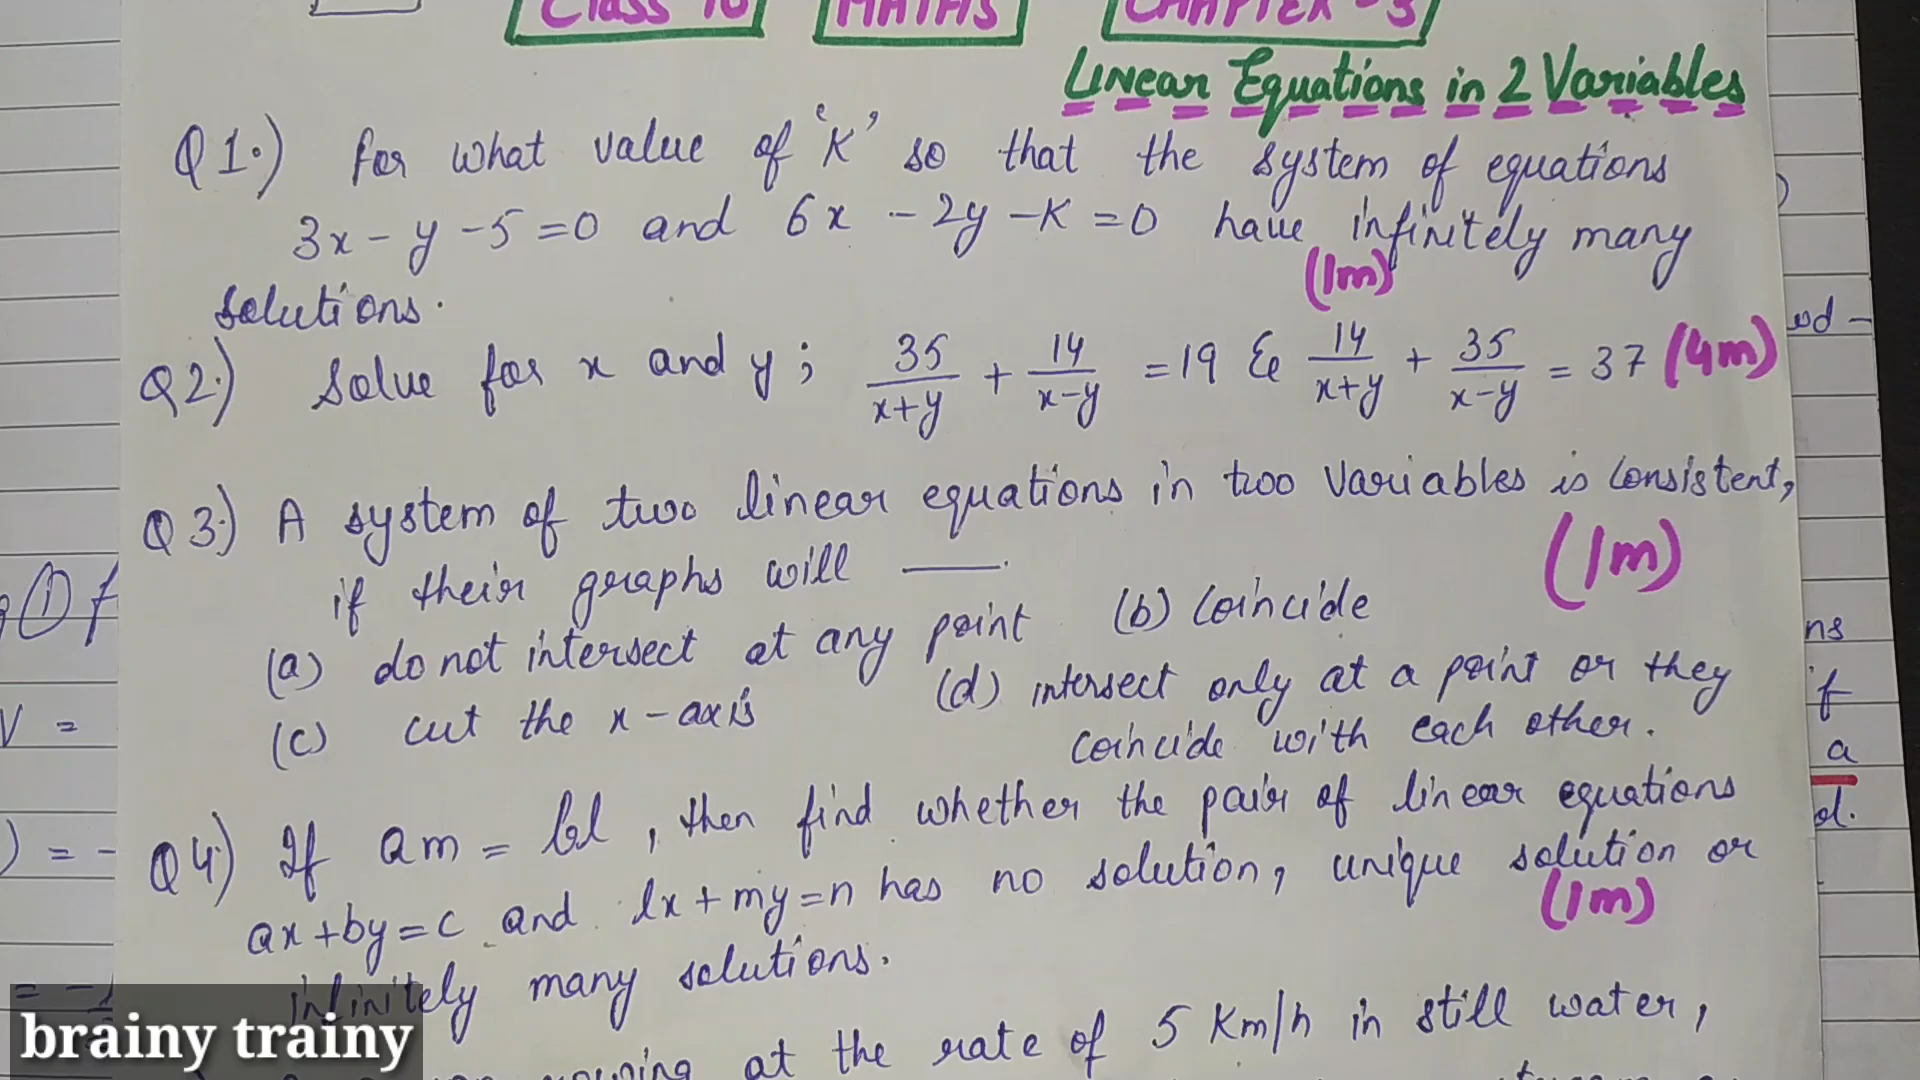 Class 10 MATHS CHAPTER - 3
Linear Equations in 2 Variables
Q1.) for what value of 'K' so that the system of equations
3x - y - 5 = 0 and 6x - 2y - K = 0 have infinitely many
solutions. (1m)
Q2.) Solve for x and y ; 35/(x+y) + 14/(x-y) = 19 & 14/(x+y) + 35/(x-y) = 37 (4m)
Q3.) A system of two linear equations in two variables is consistent,
if their graphs will ____. (1m)
(a) do not intersect at any point (b) coincide
(c) cut the x-axis (d) intersect only at a point or they
coincide with each other.
Q4.) If am = bl, then find whether the pair of linear equations
ax + by = c and lx + my = n has no solution, unique solution or
infinitely many solutions. (1m)
at the rate of 5 Km/h in still water,
brainy trainy